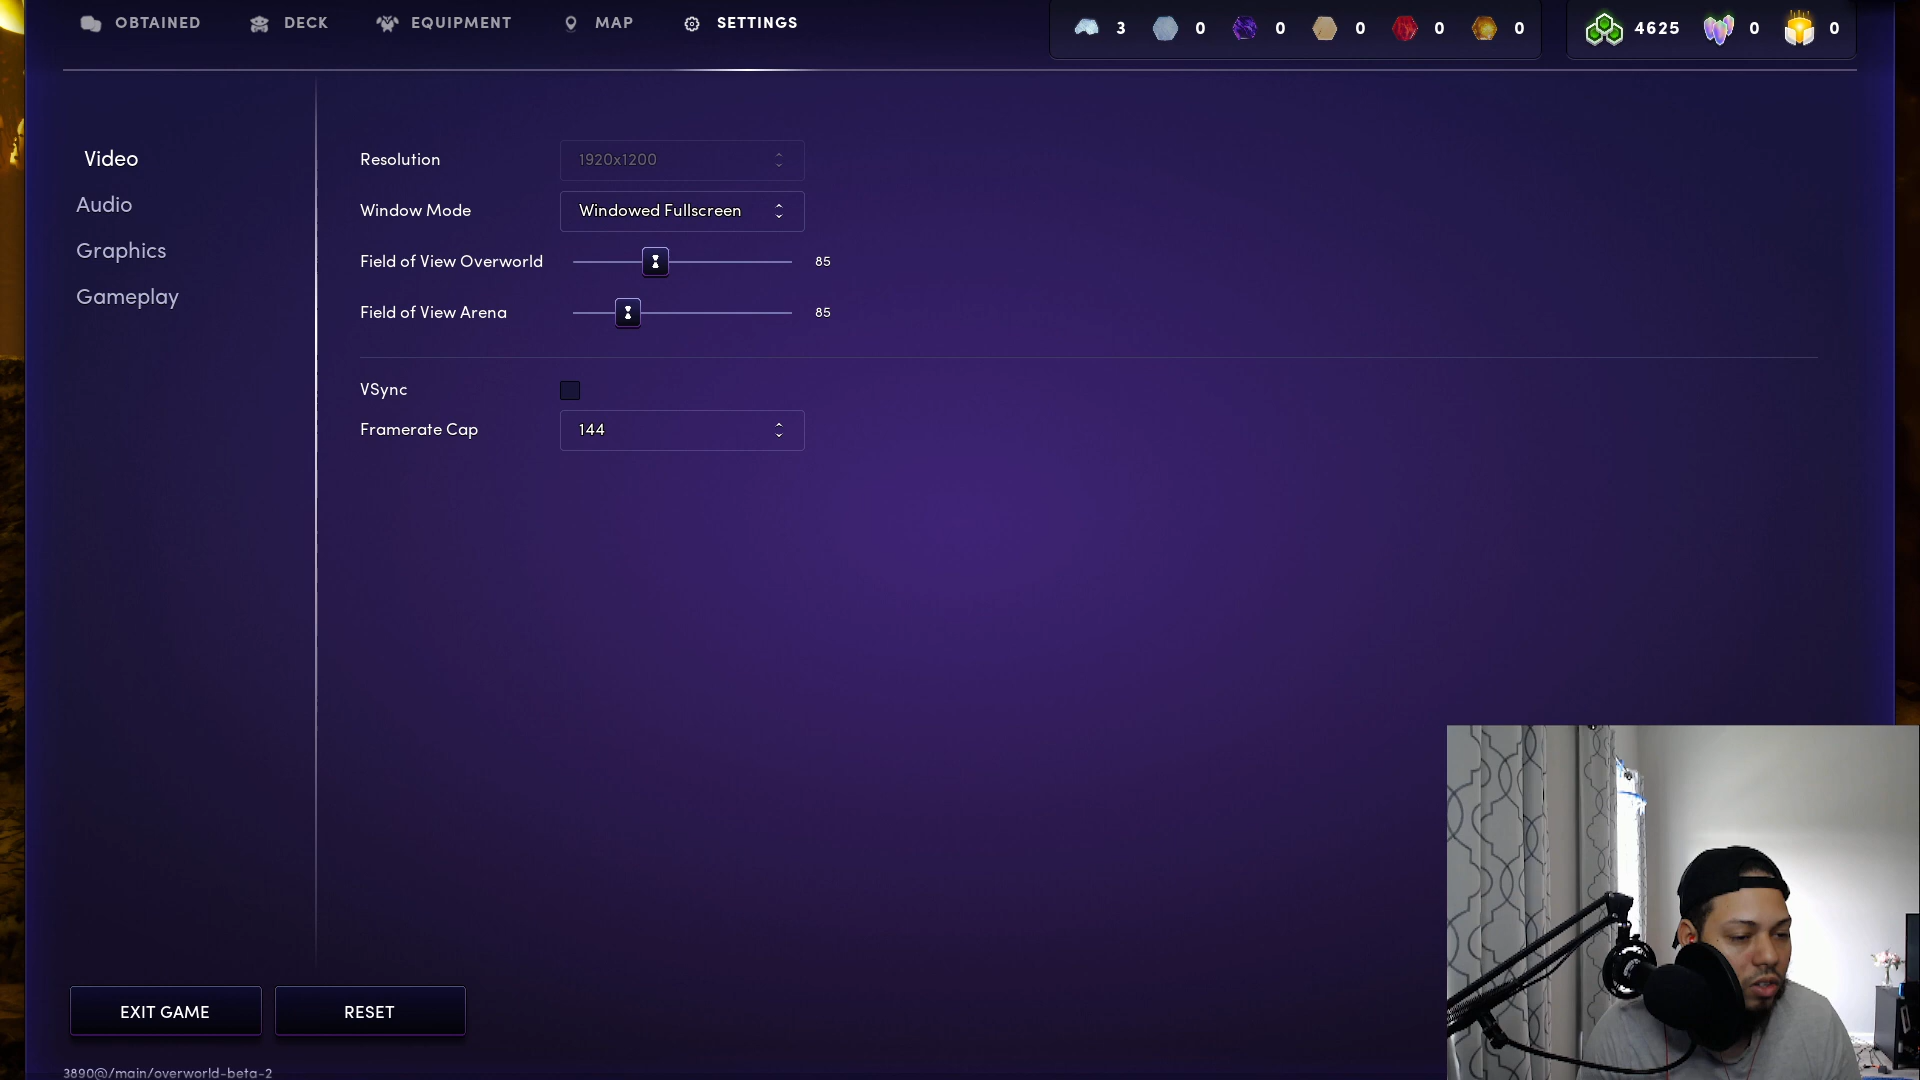 OBTAINED DECK EQUIPMENT MAP SETTINGS 3 0 0 0 0 0 4625 0 0
Video
Audio
Graphics
Gameplay
Resolution 1920x1200
Window Mode Windowed Fullscreen
Field of View Overworld 85
Field of View Arena 85
VSync
Framerate Cap 144
EXIT GAME RESET
3890@/main/overworld-beta-2